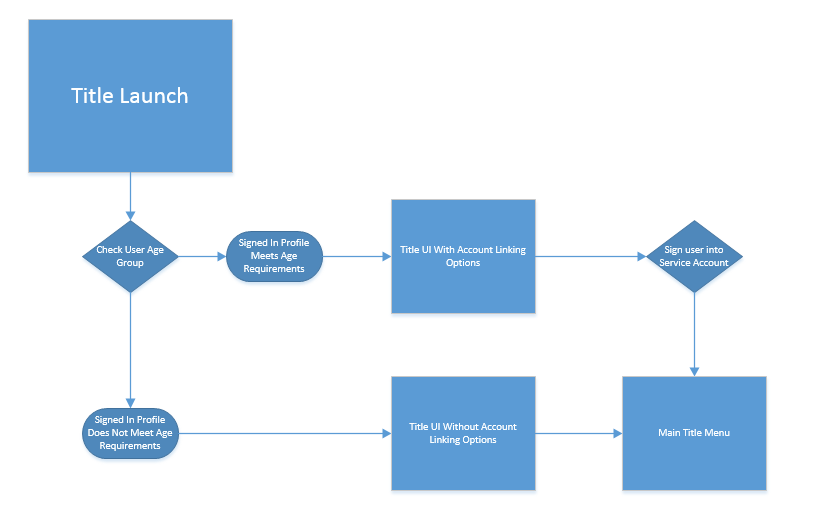 Title Launch
Check User Age
Group
Signed In Profile
Meets Age
Requirements
Title UI With Account Linking
Options
Sign user into
Service Account
Signed In Profile
Does Not Meet Age
Requirements
Title UI Without Account
Linking Options
Main Title Menu